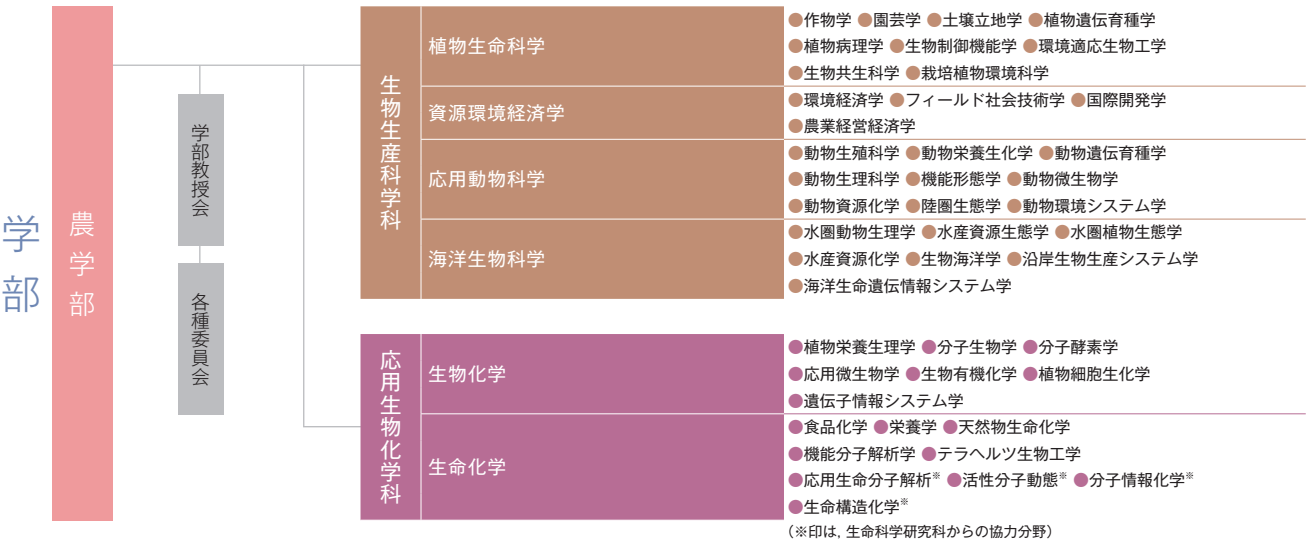 学部
農学部
学部教授会
各種委員会
生物生産科学科
植物生命科学
●作物学 ●園芸学 ●土壌立地学 ●植物遺伝育種学
●植物病理学 ●生物制御機能学 ●環境適応生物工学
●生物共生科学 ●栽培植物環境科学
資源環境経済学
●環境経済学 ●フィールド社会技術学 ●国際開発学
●農業経営経済学
応用動物科学
●動物生殖科学 ●動物栄養生化学 ●動物遺伝育種学
●動物生理科学 ●機能形態学 ●動物微生物学
●動物資源化学 ●陸圏生態学 ●動物環境システム学
海洋生物科学
●水圏動物生理学 ●水産資源生態学 ●水圏植物生態学
●水産資源化学 ●生物海洋学 ●沿岸生物生産システム学
●海洋生命遺伝情報システム学
応用生物化学科
生物化学
●植物栄養生理学 ●分子生物学 ●分子酵素学
●応用微生物学 ●生物有機化学 ●植物細胞生化学
●遺伝子情報システム学
生命化学
●食品化学 ●栄養学 ●天然物生命化学
●機能分子解析学 ●テラヘルツ生物工学
●応用生命分子解析※ ●活性分子動態※ ●分子情報化学※
●生命構造化学※
（※印は, 生命科学研究科からの協力分野）